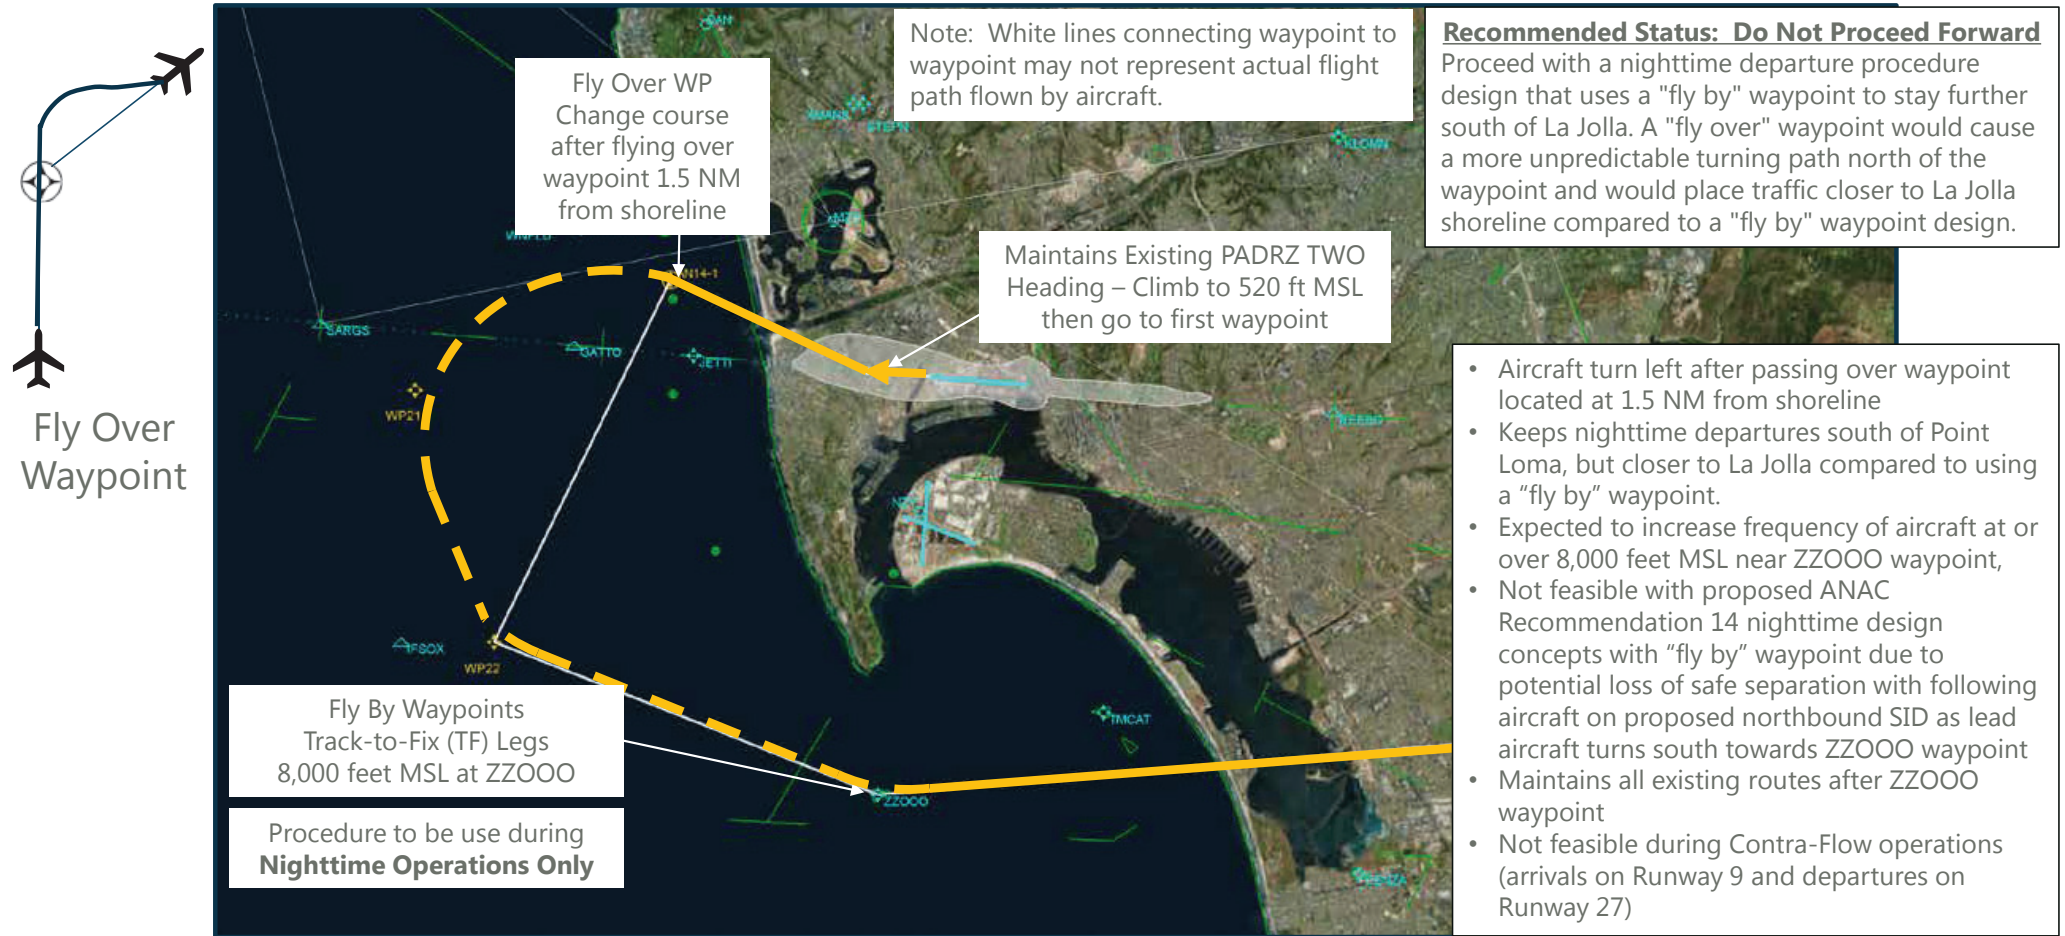 Fly Over
Waypoint
Fly Over WP
Change course
after flying over
waypoint 1.5 NM
from shoreline
Note:  White lines connecting waypoint to
waypoint may not represent actual flight
path flown by aircraft.
Maintains Existing PADRZ TWO
Heading – Climb to 520 ft MSL
then go to first waypoint
KLOMN
SARGS
GATTO
JETTI
WP21
WP22
IFSOX
TMCAT
ZZOOO
Fly By Waypoints
Track-to-Fix (TF) Legs
8,000 feet MSL at ZZOOO
Procedure to be use during
Nighttime Operations Only
Recommended Status:  Do Not Proceed Forward
Proceed with a nighttime departure procedure
design that uses a "fly by" waypoint to stay further
south of La Jolla. A "fly over" waypoint would cause
a more unpredictable turning path north of the
waypoint and would place traffic closer to La Jolla
shoreline compared to a "fly by" waypoint design.
• Aircraft turn left after passing over waypoint
located at 1.5 NM from shoreline
• Keeps nighttime departures south of Point
Loma, but closer to La Jolla compared to using
a “fly by” waypoint.
• Expected to increase frequency of aircraft at or
over 8,000 feet MSL near ZZOOO waypoint,
• Not feasible with proposed ANAC
Recommendation 14 nighttime design
concepts with “fly by” waypoint due to
potential loss of safe separation with following
aircraft on proposed northbound SID as lead
aircraft turns south towards ZZOOO waypoint
• Maintains all existing routes after ZZOOO
waypoint
• Not feasible during Contra-Flow operations
(arrivals on Runway 9 and departures on
Runway 27)